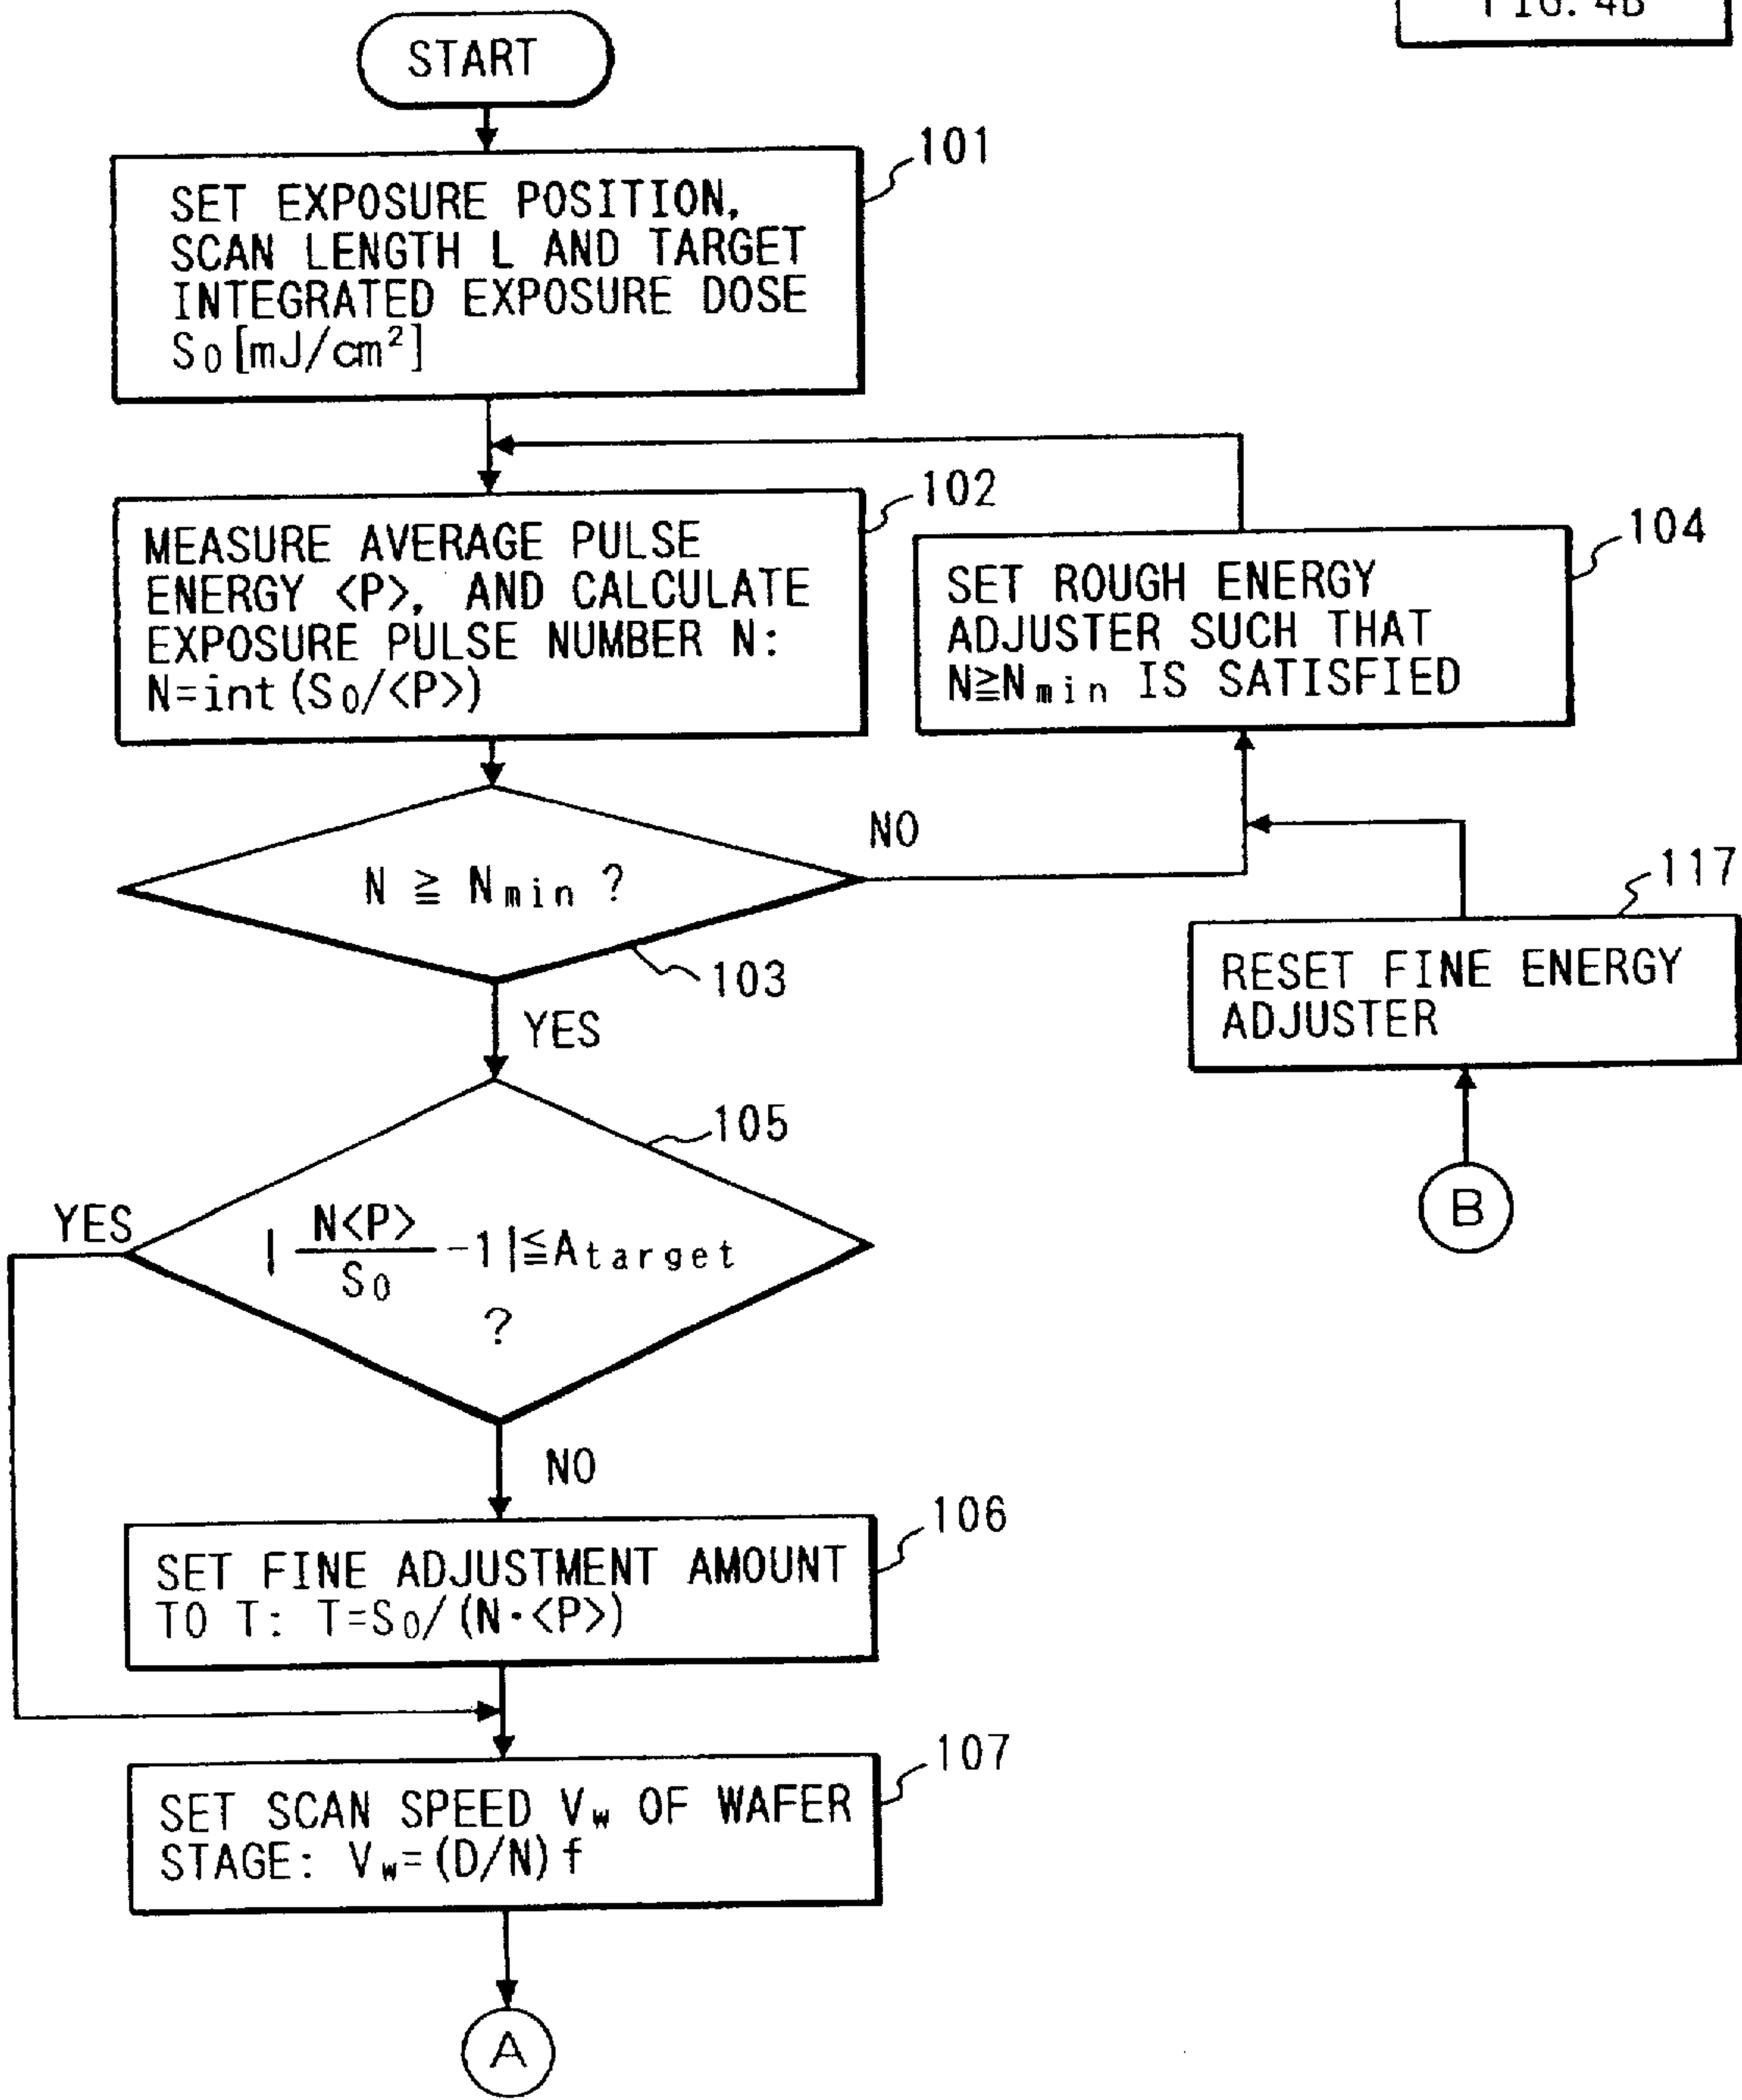 FIG. 4B
START
101
SET EXPOSURE POSITION,
SCAN LENGTH L AND TARGET
INTEGRATED EXPOSURE DOSE
S₀[mJ/cm²]
102
MEASURE AVERAGE PULSE
ENERGY <P>, AND CALCULATE
EXPOSURE PULSE NUMBER N:
N=int(S₀/<P>)
104
SET ROUGH ENERGY
ADJUSTER SUCH THAT
N≧Nmin IS SATISFIED
N ≧ Nmin ?
NO
103
YES
117
RESET FINE ENERGY
ADJUSTER
B
105
YES
| N<P>/S₀ -1|≦Atarget
?
NO
106
SET FINE ADJUSTMENT AMOUNT
TO T: T=S₀/(N·<P>)
107
SET SCAN SPEED Vw OF WAFER
STAGE: Vw=(D/N)f
A